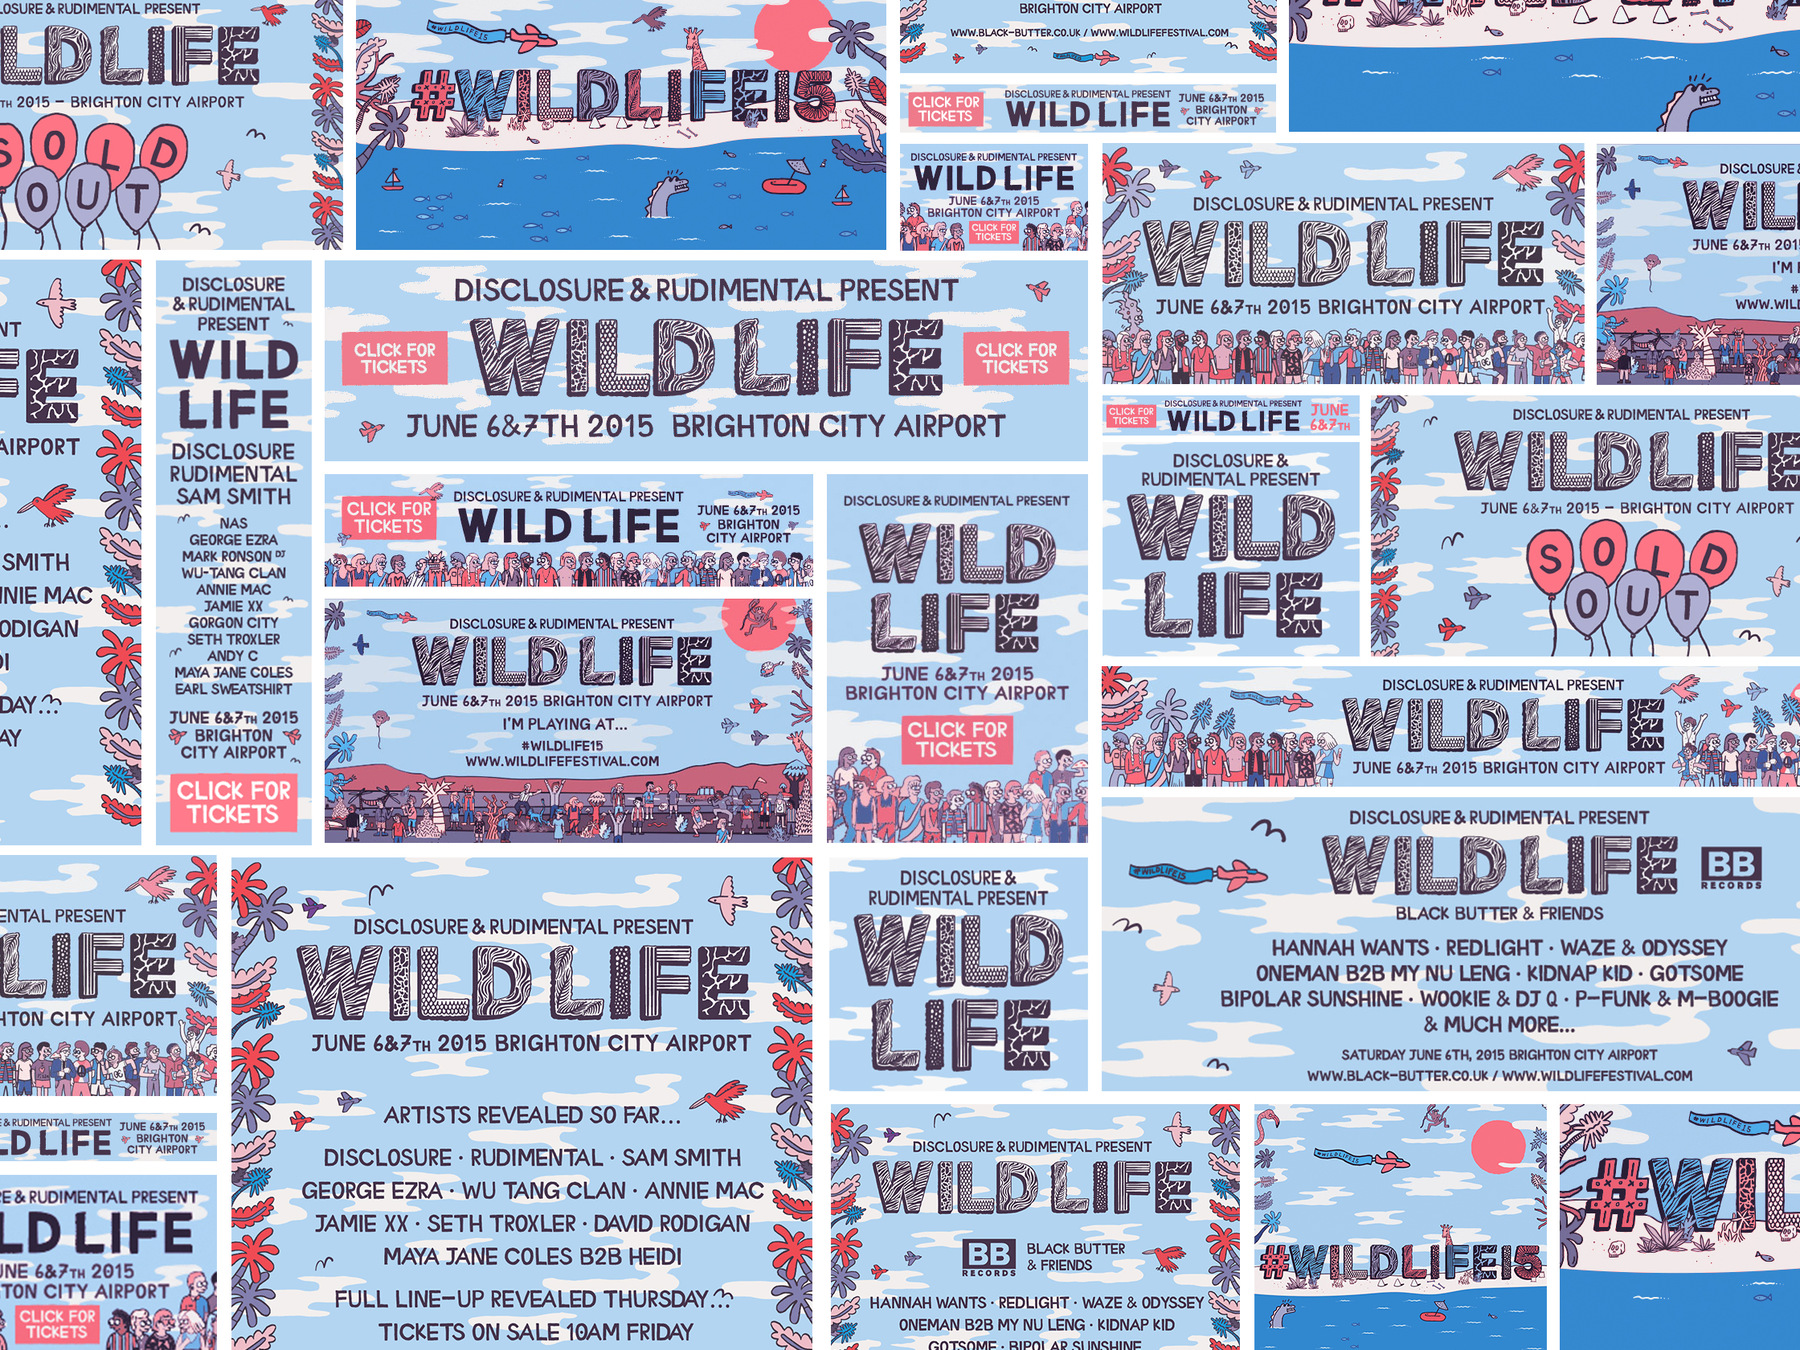 CLOSURE & RUDIMENTAL PRESENT
WILD LIFE
TH 2015 – BRIGHTON CITY AIRPORT
SOLD
OUT
#WILDLIFE15
#WILDLIFE15
BRIGHTON CITY AIRPORT
WWW.BLACK-BUTTER.CO.UK / WWW.WILDLIFEFESTIVAL.COM
CLICK FOR
TICKETS
DISCLOSURE & RUDIMENTAL PRESENT
WILD LIFE
JUNE 6&7TH 2015
BRIGHTON
CITY AIRPORT
DISCLOSURE & RUDIMENTAL PRESENT
WILD LIFE
JUNE 6&7TH 2015
BRIGHTON CITY AIRPORT
CLICK FOR
TICKETS
DISCLOSURE & RUDIMENTAL PRESENT
WILD LIFE
JUNE 6&7TH 2015 BRIGHTON CITY AIRPORT
DISCLOSURE &
WIL
JUNE 6&7TH 201
I'M
#
WWW.WILD
NT
FE
AIRPORT
SMITH
NNIE MAC
ODIGAN
DI
DAY...
AY
DISCLOSURE
& RUDIMENTAL
PRESENT
WILD
LIFE
DISCLOSURE
RUDIMENTAL
SAM SMITH
NAS
GEORGE EZRA
MARK RONSON DJ
WU-TANG CLAN
ANNIE MAC
JAMIE XX
GORGON CITY
SETH TROXLER
ANDY C
MAYA JANE COLES
EARL SWEATSHIRT
JUNE 6&7TH 2015
BRIGHTON
CITY AIRPORT
CLICK FOR
TICKETS
DISCLOSURE & RUDIMENTAL PRESENT
CLICK FOR
TICKETS
WILD LIFE
CLICK FOR
TICKETS
JUNE 6&7TH 2015 BRIGHTON CITY AIRPORT
CLICK FOR
TICKETS
DISCLOSURE & RUDIMENTAL PRESENT
WILD LIFE
JUNE 6&7TH 2015
BRIGHTON
CITY AIRPORT
DISCLOSURE & RUDIMENTAL PRESENT
WILD LIFE
JUNE 6&7TH 2015 BRIGHTON CITY AIRPORT
I'M PLAYING AT...
#WILDLIFE15
WWW.WILDLIFEFESTIVAL.COM
DISCLOSURE & RUDIMENTAL PRESENT
WILD
LIFE
JUNE 6&7TH 2015
BRIGHTON CITY AIRPORT
CLICK FOR
TICKETS
CLICK FOR
TICKETS
DISCLOSURE & RUDIMENTAL PRESENT
WILD LIFE
JUNE
6&7TH
DISCLOSURE &
RUDIMENTAL PRESENT
WILD
LIFE
DISCLOSURE & RUDIMENTAL PRESENT
WILD LIFE
JUNE 6&7TH 2015 – BRIGHTON CITY AIRPORT
SOLD
OUT
DISCLOSURE & RUDIMENTAL PRESENT
WILD LIFE
JUNE 6&7TH 2015 BRIGHTON CITY AIRPORT
DISCLOSURE & RUDIMENTAL PRESENT
#WILDLIFE15
WILD LIFE
BB
RECORDS
BLACK BUTTER & FRIENDS
HANNAH WANTS · REDLIGHT · WAZE & ODYSSEY
ONEMAN B2B MY NU LENG · KIDNAP KID · GOTSOME
BIPOLAR SUNSHINE · WOOKIE & DJ Q · P-FUNK & M-BOOGIE
& MUCH MORE...
SATURDAY JUNE 6TH, 2015 BRIGHTON CITY AIRPORT
WWW.BLACK-BUTTER.CO.UK / WWW.WILDLIFEFESTIVAL.COM
ENTAL PRESENT
LIFE
HTON CITY AIRPORT
& RUDIMENTAL PRESENT
LD LIFE
JUNE 6&7TH 2015
BRIGHTON
CITY AIRPORT
RE & RUDIMENTAL PRESENT
LD LIFE
UNE 6&7TH 2015
TON CITY AIRPORT
CLICK FOR
TICKETS
DISCLOSURE & RUDIMENTAL PRESENT
WILD LIFE
JUNE 6&7TH 2015 BRIGHTON CITY AIRPORT
ARTISTS REVEALED SO FAR...
DISCLOSURE · RUDIMENTAL · SAM SMITH
GEORGE EZRA · WU TANG CLAN · ANNIE MAC
JAMIE XX · SETH TROXLER · DAVID RODIGAN
MAYA JANE COLES B2B HEIDI
FULL LINE-UP REVEALED THURSDAY...
TICKETS ON SALE 10AM FRIDAY
DISCLOSURE &
RUDIMENTAL PRESENT
WILD
LIFE
DISCLOSURE & RUDIMENTAL PRESENT
WILD LIFE
BB
RECORDS
BLACK BUTTER
& FRIENDS
HANNAH WANTS · REDLIGHT · WAZE & ODYSSEY
ONEMAN B2B MY NU LENG · KIDNAP KID
GOTSOME · BIPOLAR SUNSHINE
#WILDLIFE15
#WILDLIFE15
#WILDLIFE15
#WIL